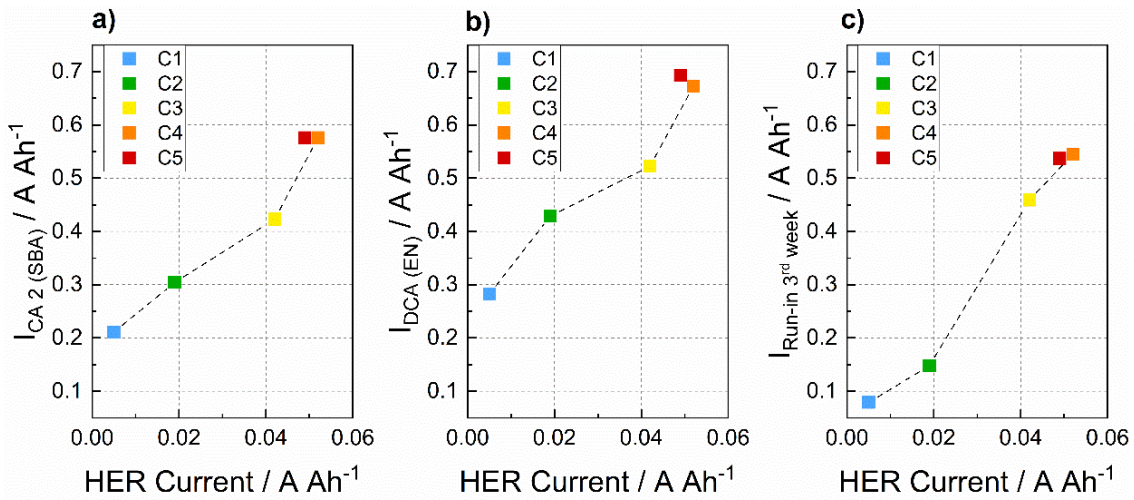 a)
C1
C2
C3
C4
C5
0.7
0.6
0.5
0.4
0.3
0.2
0.1
0.00 0.02 0.04 0.06
I_CA 2 (SBA) / A Ah⁻¹
HER Current / A Ah⁻¹
b)
C1
C2
C3
C4
C5
0.7
0.6
0.5
0.4
0.3
0.2
0.1
0.00 0.02 0.04 0.06
I_DCA (EN) / A Ah⁻¹
HER Current / A Ah⁻¹
c)
C1
C2
C3
C4
C5
0.7
0.6
0.5
0.4
0.3
0.2
0.1
0.00 0.02 0.04 0.06
I_Run-in 3rd week / A Ah⁻¹
HER Current / A Ah⁻¹